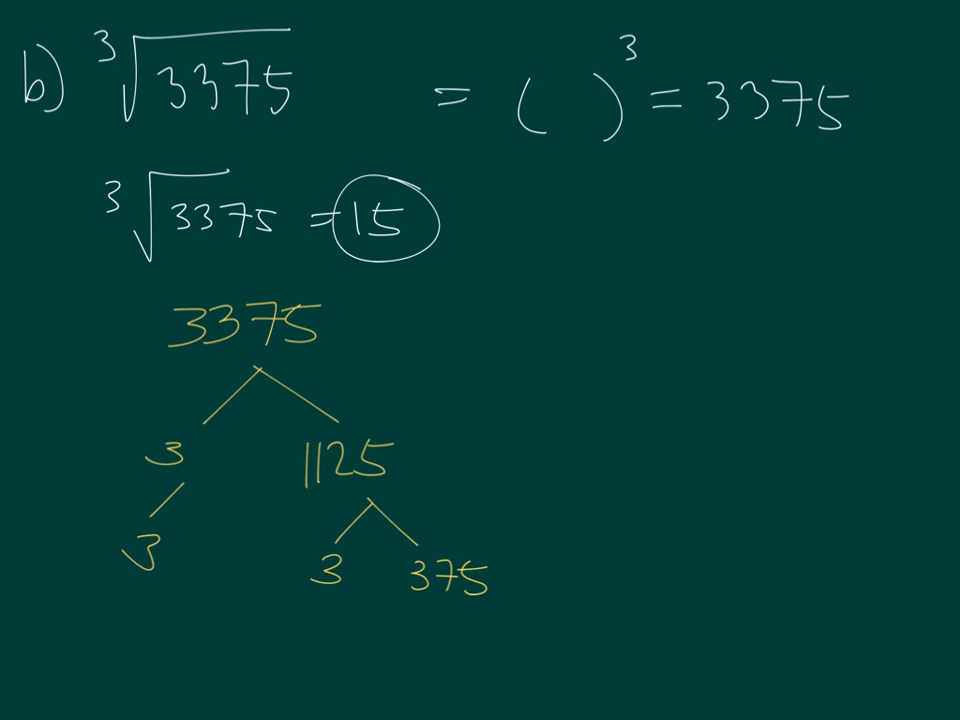 b) ³√3375 = ( )³ = 3375
³√3375 = 15
3375
3 1125
3 3 375